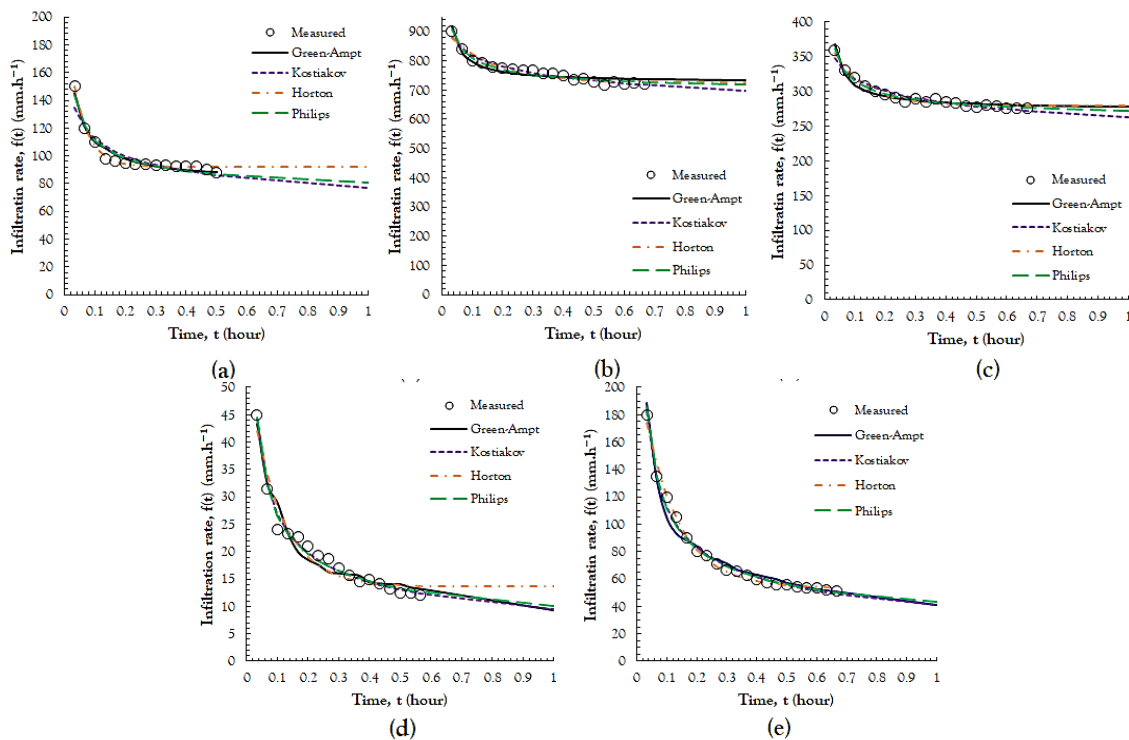 200
180
160
140
120
100
80
60
40
20
0
Infiltratin rate, f(t) (mm.h⁻¹)
Measured
Green-Ampt
Kostiakov
Horton
Philips
0 0.1 0.2 0.3 0.4 0.5 0.6 0.7 0.8 0.9 1
Time, t (hour)
(a)
900
800
700
600
500
400
300
200
100
0
Infiltratin rate, f(t) (mm.h⁻¹)
Measured
Green-Ampt
Kostiakov
Horton
Philips
0 0.1 0.2 0.3 0.4 0.5 0.6 0.7 0.8 0.9 1
Time, t (hour)
(b)
400
350
300
250
200
150
100
50
0
Infiltratin rate, f(t) (mm.h⁻¹)
Measured
Green-Ampt
Kostiakov
Horton
Philips
0 0.1 0.2 0.3 0.4 0.5 0.6 0.7 0.8 0.9 1
Time, t (hour)
(c)
50
45
40
35
30
25
20
15
10
5
0
Infiltration rate, f(t) (mm.h⁻¹)
Measured
Green-Ampt
Kostiakov
Horton
Philips
0 0.1 0.2 0.3 0.4 0.5 0.6 0.7 0.8 0.9 1
Time, t (hour)
(d)
200
180
160
140
120
100
80
60
40
20
0
Infiltratin rate, f(t) (mm.h⁻¹)
Measured
Green-Ampt
Kostiakov
Horton
Philips
0 0.1 0.2 0.3 0.4 0.5 0.6 0.7 0.8 0.9 1
Time, t (hour)
(e)